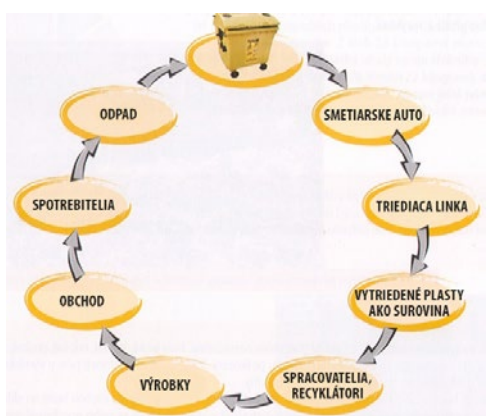 SMETIARSKE AUTO
TRIEDIACA LINKA
VYTRIEDENÉ PLASTY
AKO SUROVINA
SPRACOVATELIA,
RECYKLÁTORI
VÝROBKY
OBCHOD
SPOTREBITELIA
ODPAD